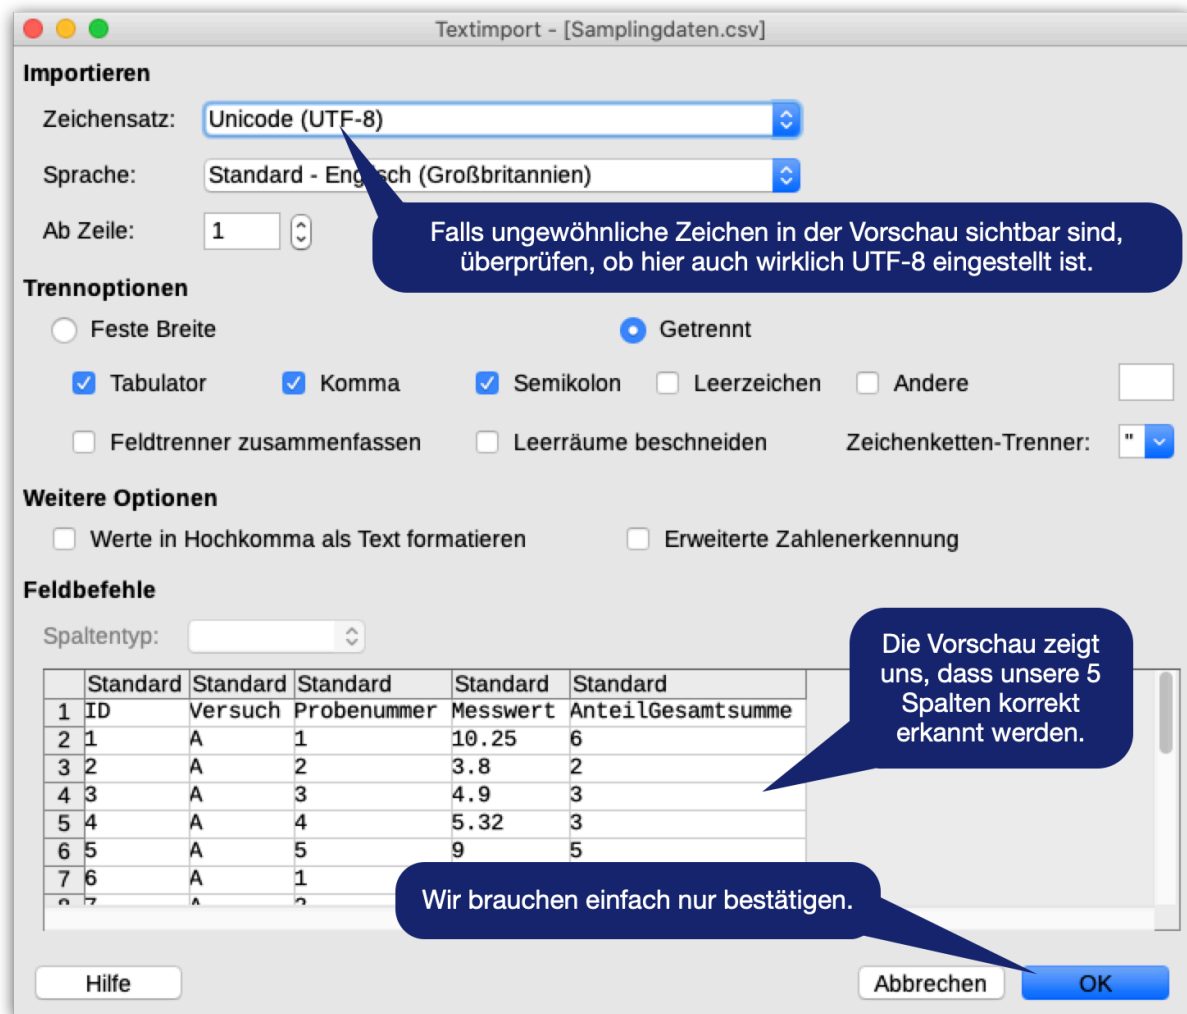 Textimport - [Samplingdaten.csv]
Importieren
Zeichensatz: Unicode (UTF-8)
Sprache: Standard - Englisch (Großbritannien)
Ab Zeile: 1
Falls ungewöhnliche Zeichen in der Vorschau sichtbar sind,
überprüfen, ob hier auch wirklich UTF-8 eingestellt ist.
Trennoptionen
Feste Breite Getrennt
Tabulator Komma Semikolon Leerzeichen Andere
Feldtrenner zusammenfassen Leerräume beschneiden Zeichenketten-Trenner: "
Weitere Optionen
Werte in Hochkomma als Text formatieren Erweiterte Zahlenerkennung
Feldbefehle
Spaltentyp:
Die Vorschau zeigt
uns, dass unsere 5
Spalten korrekt
erkannt werden.
Standard Standard Standard Standard Standard
1 ID Versuch Probenummer Messwert AnteilGesamtsumme
2 1 A 1 10.25 6
3 2 A 2 3.8 2
4 3 A 3 4.9 3
5 4 A 4 5.32 3
6 5 A 5 9 5
7 6 A 1
Wir brauchen einfach nur bestätigen.
Hilfe Abbrechen OK